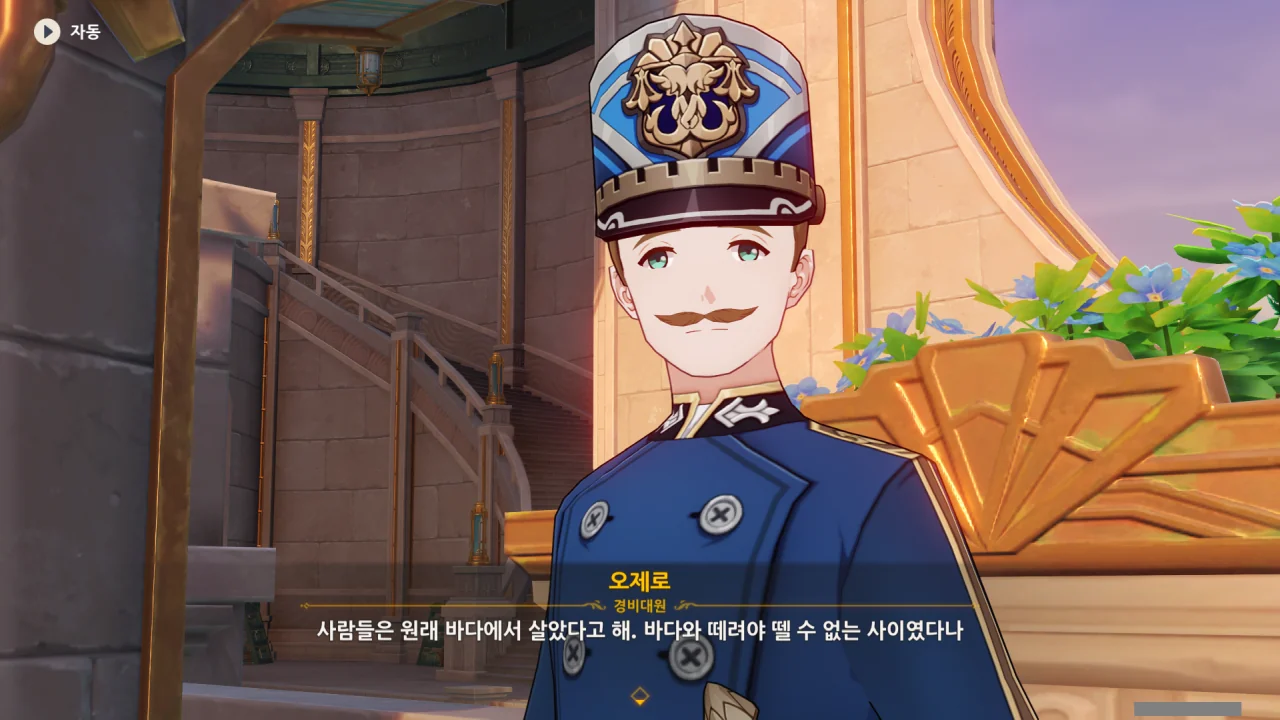 자동
오제로
경비대원
사람들은 원래 바다에서 살았다고 해. 바다와 떼려야 뗄 수 없는 사이였다나